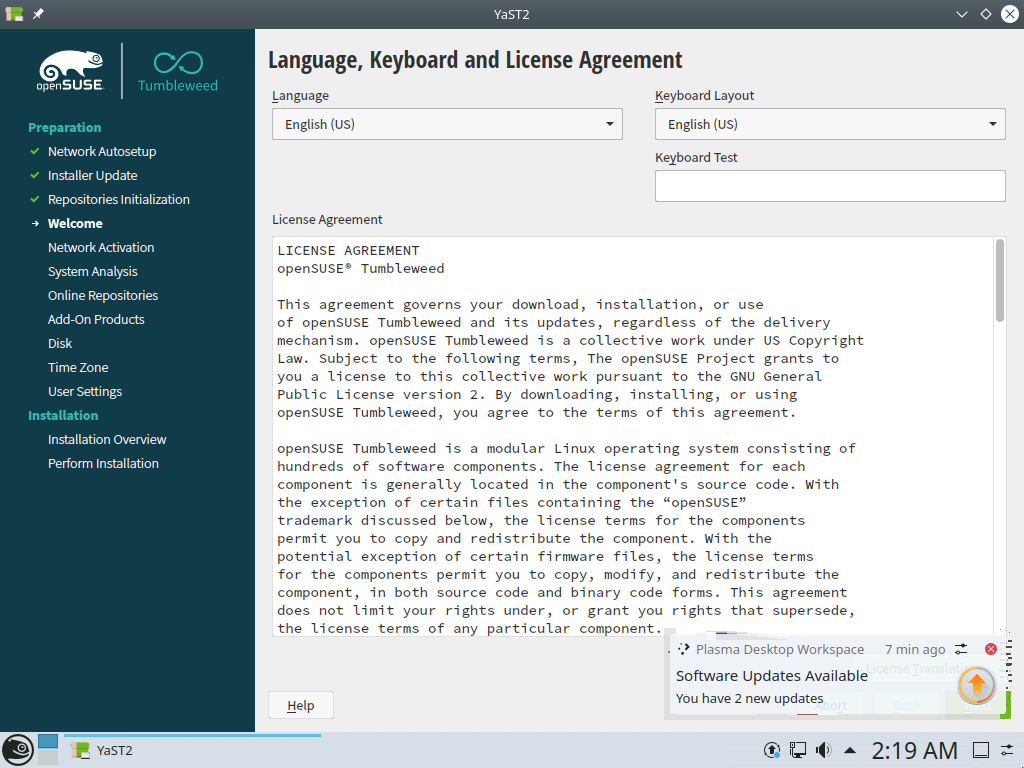 YaST2
openSUSE
Tumbleweed
Preparation
Network Autosetup
Installer Update
Repositories Initialization
Welcome
Network Activation
System Analysis
Online Repositories
Add-On Products
Disk
Time Zone
User Settings
Installation
Installation Overview
Perform Installation
Language, Keyboard and License Agreement
Language
Keyboard Layout
English (US)
English (US)
Keyboard Test
License Agreement
LICENSE AGREEMENT
openSUSE® Tumbleweed
This agreement governs your download, installation, or use
of openSUSE Tumbleweed and its updates, regardless of the delivery
mechanism. openSUSE Tumbleweed is a collective work under US Copyright
Law. Subject to the following terms, The openSUSE Project grants to
you a license to this collective work pursuant to the GNU General
Public License version 2. By downloading, installing, or using
openSUSE Tumbleweed, you agree to the terms of this agreement.
openSUSE Tumbleweed is a modular Linux operating system consisting of
hundreds of software components. The license agreement for each
component is generally located in the component's source code. With
the exception of certain files containing the “openSUSE”
trademark discussed below, the license terms for the components
permit you to copy and redistribute the component. With the
potential exception of certain firmware files, the license terms
for the components permit you to copy, modify, and redistribute the
component, in both source code and binary code forms. This agreement
does not limit your rights under, or grant you rights that supersede,
the license terms of any particular component.
Plasma Desktop Workspace 7 min ago
License
Software Updates Available
You have 2 new updates
Abort
Help
YaST2
2:19 AM